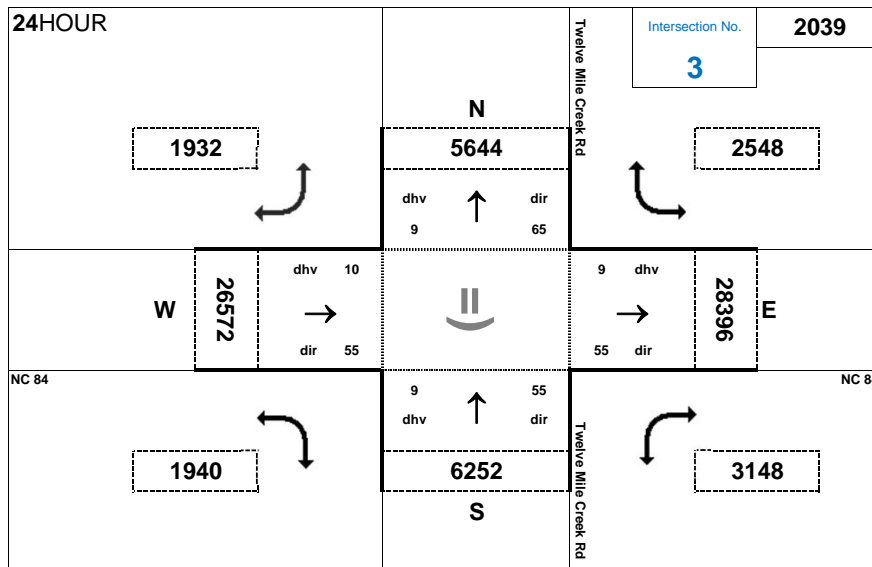 24HOUR
Twelve Mile Creek Rd
Intersection No.
2039
3
N
1932
5644
2548
dhv
dir
9
65
dhv 10
9 dhv
W
26572
28396
E
dir 55
55 dir
NC 84
NC 8
9
55
dhv
dir
1940
6252
3148
S
Twelve Mile Creek Rd